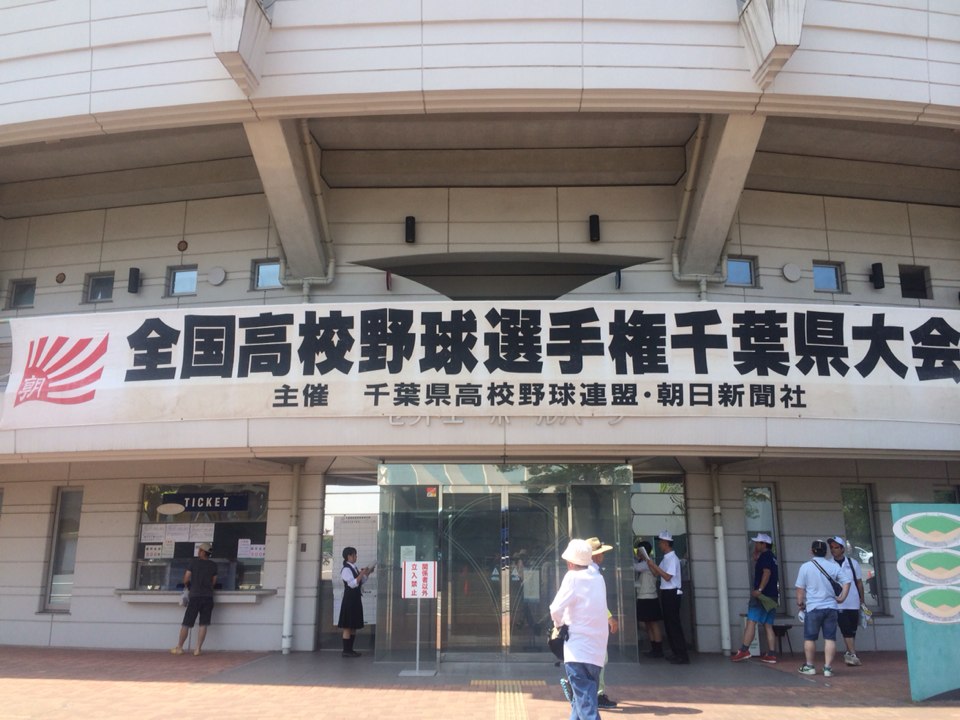 全国高校野球選手権千葉県大会
朝
主催 千葉県高校野球連盟・朝日新聞社
TICKET
関係者以外
立入禁止